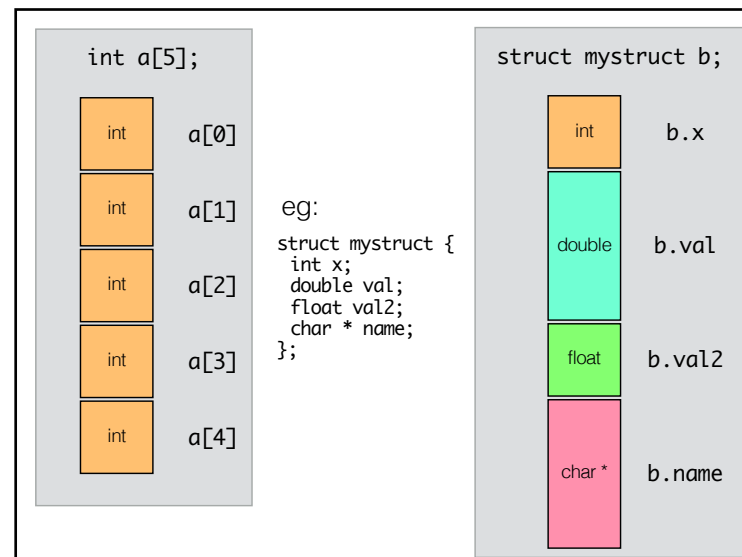 int a[5];
int a[0]
int a[1]
int a[2]
int a[3]
int a[4]
eg:
struct mystruct {
int x;
double val;
float val2;
char * name;
};
struct mystruct b;
int b.x
double b.val
float b.val2
char * b.name